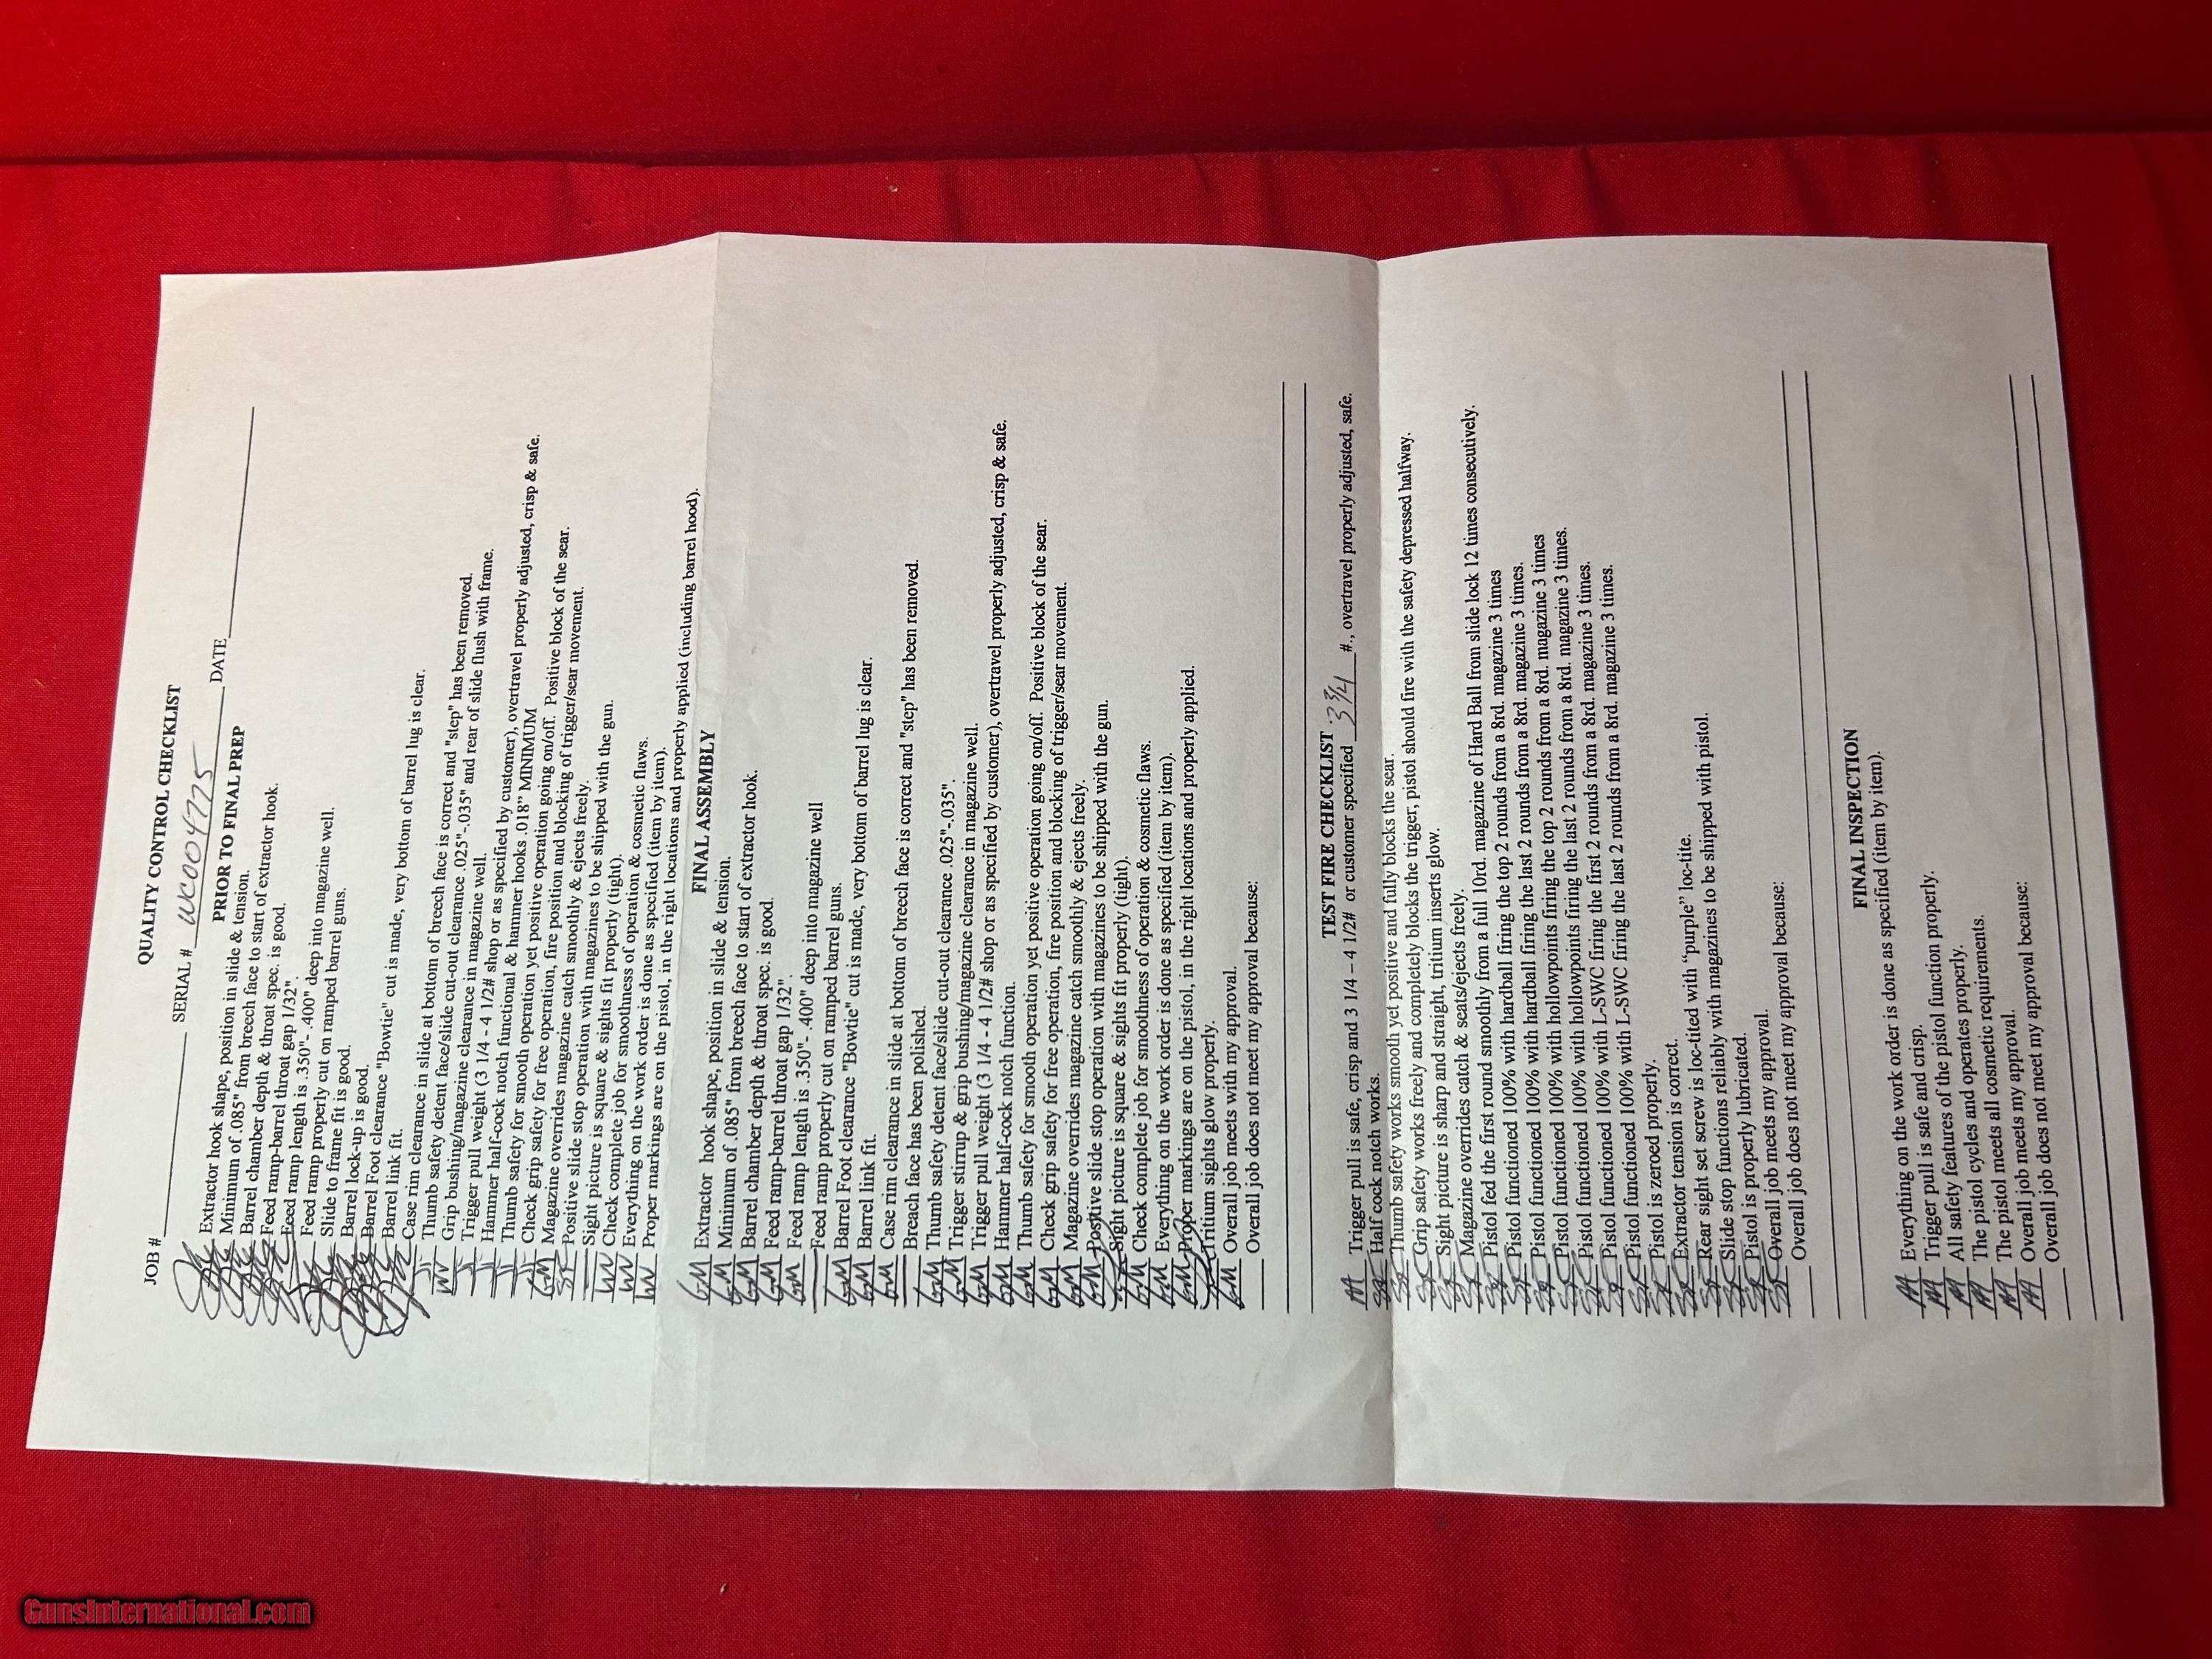 QUALITY CONTROL CHECKLIST
JOB # SERIAL # WC004775 DATE
PRIOR TO FINAL PREP
Extractor hook shape, position in slide & tension.
Minimum of .085" from breech face to start of extractor hook.
Barrel chamber depth & throat spec. is good.
Feed ramp-barrel throat gap 1/32".
Feed ramp length is .350"- .400" deep into magazine well.
Feed ramp properly cut on ramped barrel guns.
Slide to frame fit is good.
Barrel lock-up is good.
Barrel Foot clearance "Bowtie" cut is made, very bottom of barrel lug is clear.
Barrel link fit.
Case rim clearance in slide at bottom of breech face is correct and "step" has been removed.
Thumb safety detent face/slide cut-out clearance .025"-.035" and rear of slide flush with frame.
Grip bushing/magazine clearance in magazine well.
Trigger pull weight (3 1/4 - 4 1/2# shop or as specified by customer), overtravel properly adjusted, crisp & safe.
Hammer half-cock notch functional & hammer hooks .018" MINIMUM
Thumb safety for smooth operation yet positive operation going on/off. Positive block of the sear.
Check grip safety for free operation, fire position and blocking of trigger/sear movement.
GM Magazine overrides magazine catch smoothly & ejects freely.
Positive slide stop operation with magazines to be shipped with the gun.
Sight picture is square & sights fit properly (tight).
Check complete job for smoothness of operation & cosmetic flaws.
Everything on the work order is done as specified (item by item).
Proper markings are on the pistol, in the right locations and properly applied (including barrel hood).
FINAL ASSEMBLY
GM Extractor hook shape, position in slide & tension.
GM Minimum of .085" from breech face to start of extractor hook.
GM Barrel chamber depth & throat spec. is good.
GM Feed ramp-barrel throat gap 1/32".
GM Feed ramp length is .350"- .400" deep into magazine well
Feed ramp properly cut on ramped barrel guns.
GM Barrel Foot clearance "Bowtie" cut is made, very bottom of barrel lug is clear.
GM Barrel link fit.
GM Case rim clearance in slide at bottom of breech face is correct and "step" has been removed.
Breach face has been polished.
GM Thumb safety detent face/slide cut-out clearance .025"-.035".
GM Trigger stirrup & grip bushing/magazine clearance in magazine well.
GM Trigger pull weight (3 1/4 - 4 1/2# shop or as specified by customer), overtravel properly adjusted, crisp & safe.
GM Hammer half-cock notch function.
GM Thumb safety for smooth operation yet positive operation going on/off. Positive block of the sear.
GM Check grip safety for free operation, fire position and blocking of trigger/sear movement.
GM Magazine overrides magazine catch smoothly & ejects freely.
GM Positive slide stop operation with magazines to be shipped with the gun.
Sight picture is square & sights fit properly (tight).
GM Check complete job for smoothness of operation & cosmetic flaws.
GM Everything on the work order is done as specified (item by item).
GM Proper markings are on the pistol, in the right locations and properly applied.
Tritium sights glow properly.
GM Overall job meets with my approval.
Overall job does not meet my approval because:
TEST FIRE CHECKLIST
Trigger pull is safe, crisp and 3 1/4 – 4 1/2# or customer specified 3 3/4 #., overtravel properly adjusted, safe.
Half cock notch works.
Thumb safety works smooth yet positive and fully blocks the sear.
Grip safety works freely and completely blocks the trigger, pistol should fire with the safety depressed halfway.
Sight picture is sharp and straight, tritium inserts glow.
Magazine overrides catch & seats/ejects freely.
Pistol fed the first round smoothly from a full 10rd. magazine of Hard Ball from slide lock 12 times consecutively.
Pistol functioned 100% with hardball firing the top 2 rounds from a 8rd. magazine 3 times
Pistol functioned 100% with hardball firing the last 2 rounds from a 8rd. magazine 3 times.
Pistol functioned 100% with hollowpoints firing the top 2 rounds from a 8rd. magazine 3 times
Pistol functioned 100% with hollowpoints firing the last 2 rounds from a 8rd. magazine 3 times.
Pistol functioned 100% with L-SWC firing the first 2 rounds from a 8rd. magazine 3 times.
Pistol functioned 100% with L-SWC firing the last 2 rounds from a 8rd. magazine 3 times.
Pistol is zeroed properly.
Extractor tension is correct.
Rear sight set screw is loc-tited with "purple" loc-tite.
Slide stop functions reliably with magazines to be shipped with pistol.
Pistol is properly lubricated.
Overall job meets my approval.
Overall job does not meet my approval because:
FINAL INSPECTION
Everything on the work order is done as specified (item by item).
Trigger pull is safe and crisp.
All safety features of the pistol function properly.
The pistol cycles and operates properly.
The pistol meets all cosmetic requirements.
Overall job meets my approval.
Overall job does not meet my approval because:
GunsInternational.com